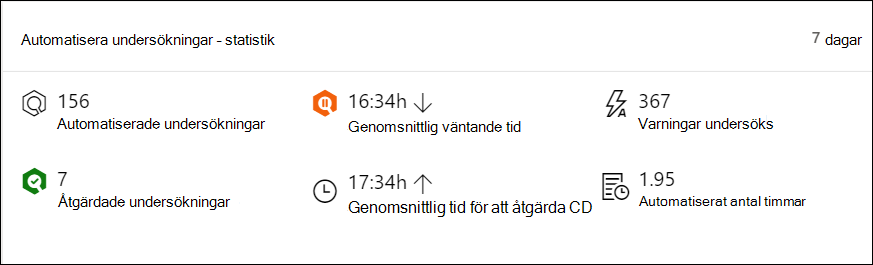 Automatisera undersökningar - statistik
7 dagar
156
Automatiserade undersökningar
16:34h ↓
Genomsnittlig väntande tid
367
Varningar undersöks
7
Åtgärdade undersökningar
17:34h ↑
Genomsnittlig tid för att åtgärda CD
1.95
Automatiserat antal timmar